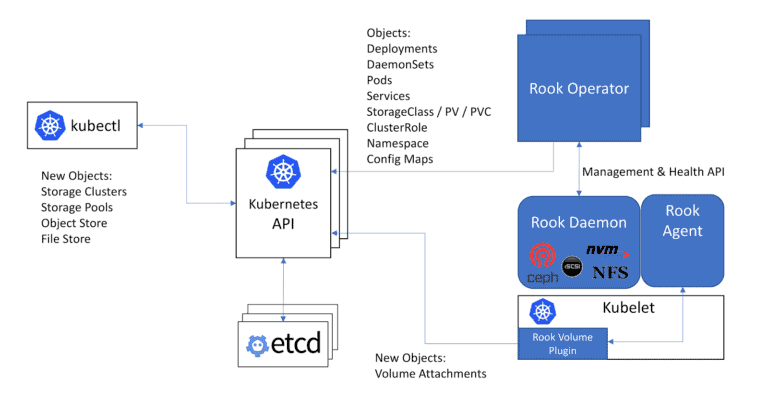 Objects:
Deployments
DaemonSets
Pods
Services
StorageClass / PV / PVC
ClusterRole
Namespace
Config Maps
Rook Operator
kubectl
New Objects:
Storage Clusters
Storage Pools
Object Store
File Store
Kubernetes
API
Management & Health API
Rook Daemon
ceph
iSCSI
nvm
NFS
Rook
Agent
Kubelet
Rook Volume
Plugin
etcd
New Objects:
Volume Attachments